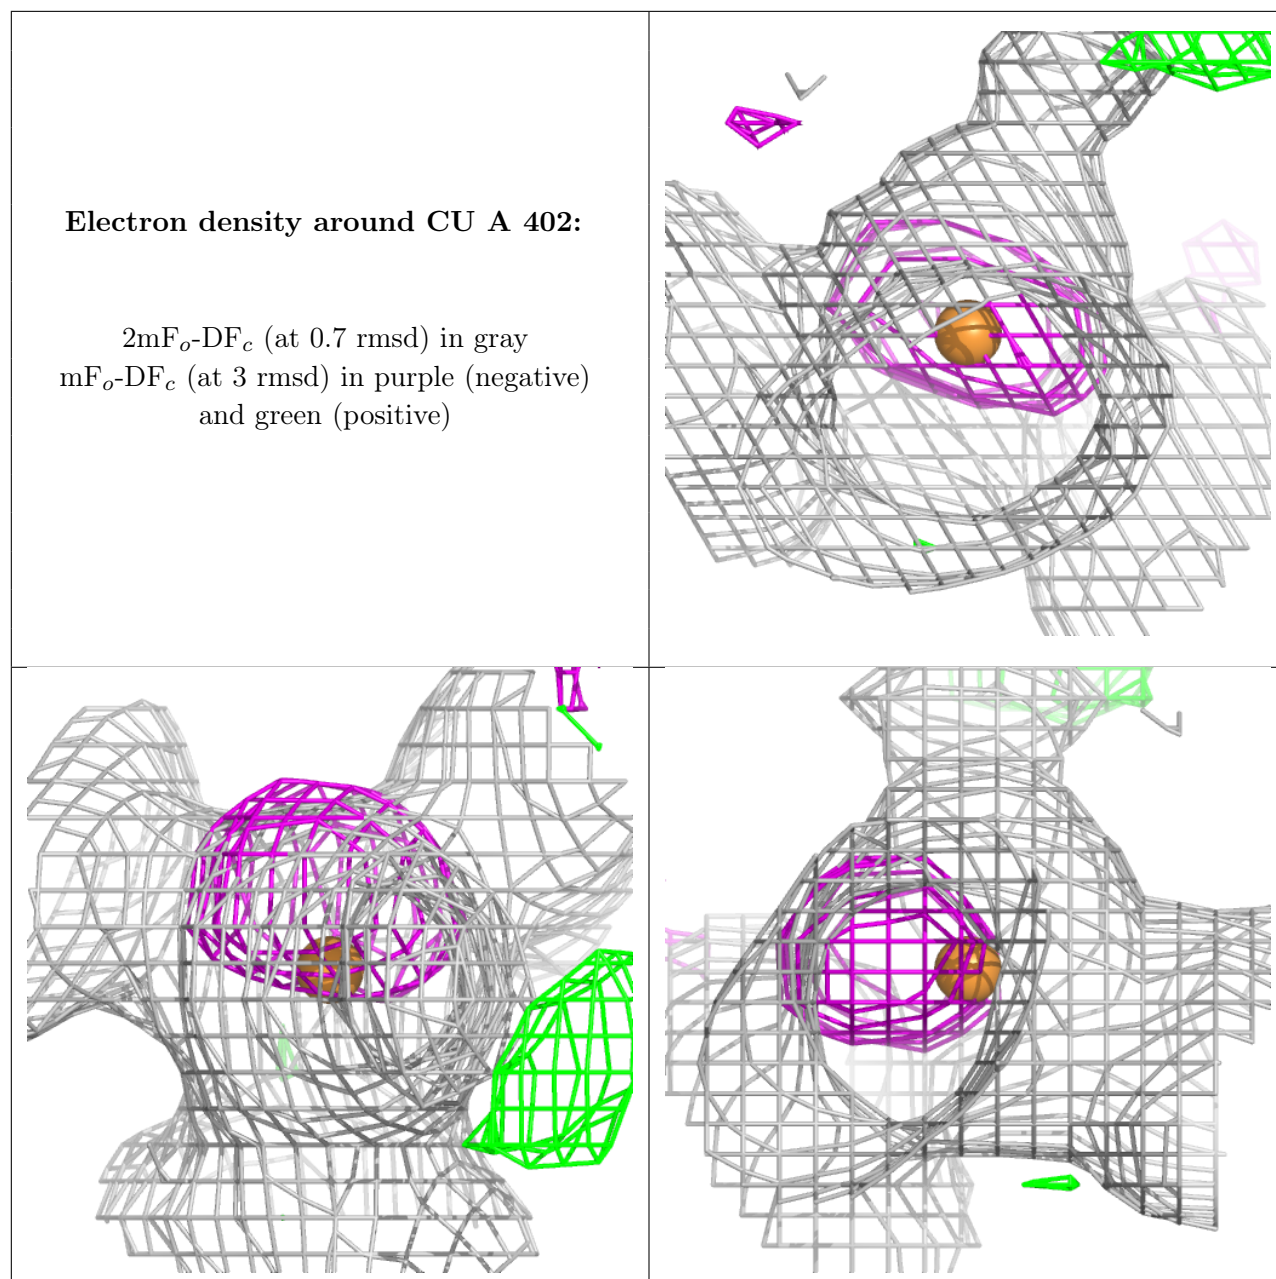 Electron density around CU A 402:
2mFo-DFc (at 0.7 rmsd) in gray
mFo-DFc (at 3 rmsd) in purple (negative)
and green (positive)